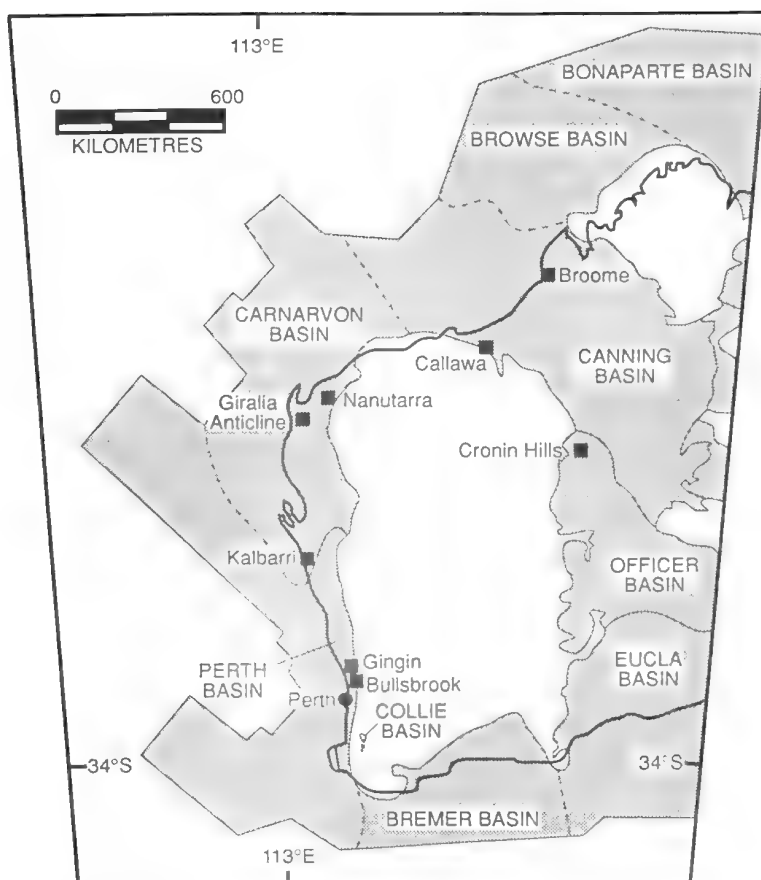 113°E
BONAPARTE BASIN
0 600
KILOMETRES
BROWSE BASIN
Broome
CARNARVON
BASIN
Callawa
CANNING
BASIN
Giralia
Anticline
Nanutarra
Cronin Hills
Kalbarri
OFFICER
BASIN
PERTH
BASIN
Gingin
Bullsbrook
Perth
EUCLA
BASIN
COLLIE
BASIN
34°S
34°S
BREMER BASIN
113°E